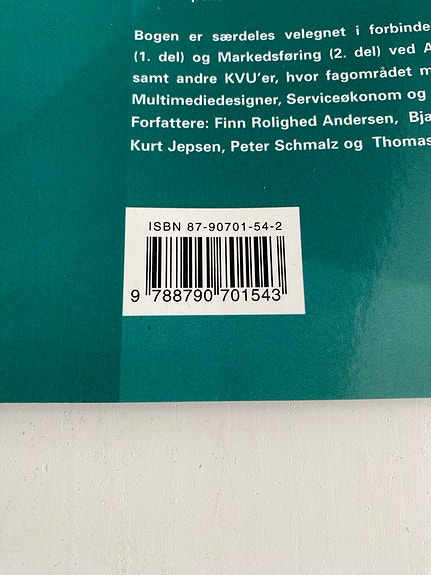 Bogen er særdeles velegnet i forbindel
(1. del) og Markedsføring (2. del) ved A
samt andre KVU'er, hvor fagområdet m
Multimediedesigner, Serviceøkonom og
Forfattere: Finn Rolighed Andersen, Bja
Kurt Jepsen, Peter Schmalz og Thomas
ISBN 87-90701-54-2
9 788790 701543